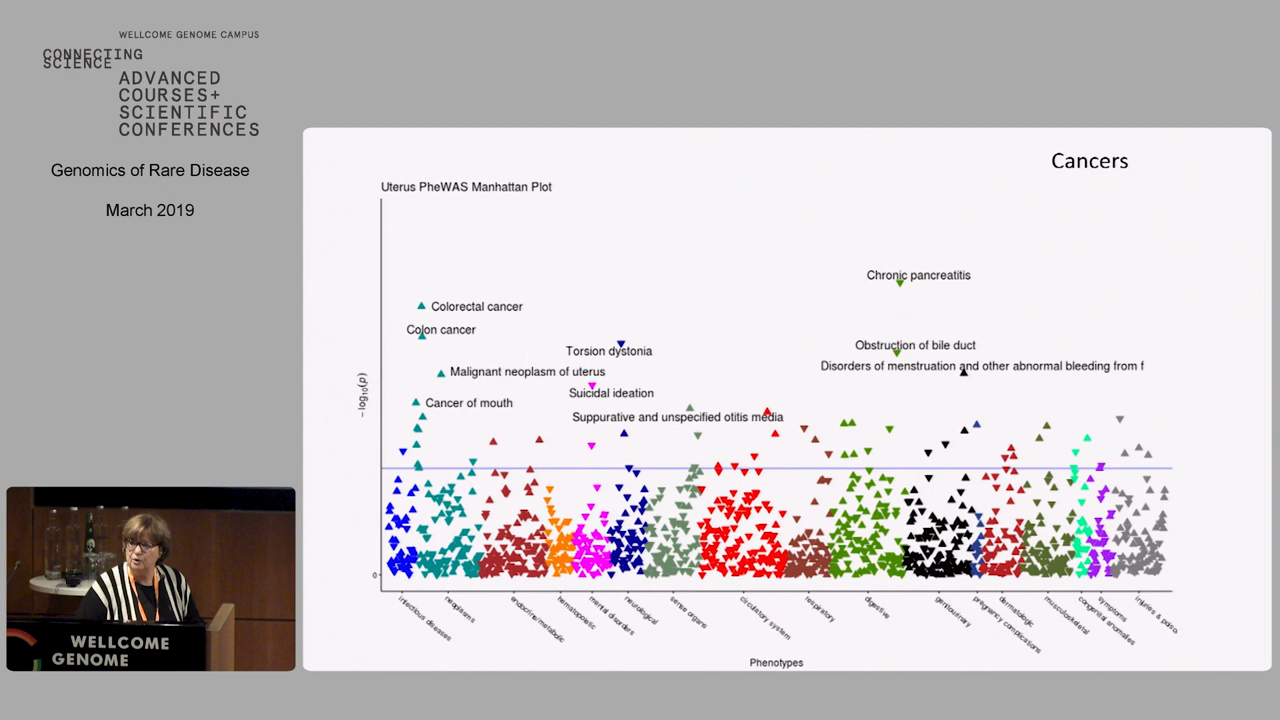 WELLCOME GENOME CAMPUS
CONNECTING
SCIENCE
ADVANCED
COURSES+
SCIENTIFIC
CONFERENCES
Genomics of Rare Disease
March 2019
Cancers
Uterus PheWAS Manhattan Plot
Chronic pancreatitis
Colorectal cancer
Colon cancer
Obstruction of bile duct
Torsion dystonia
Disorders of menstruation and other abnormal bleeding from f
Malignant neoplasm of uterus
Suicidal ideation
Cancer of mouth
Suppurative and unspecified otitis media
−log10(p)
0
infectious diseases
neoplasms
endocrine/metabolic
hematopoietic
mental disorders
neurological
sense organs
circulatory system
respiratory
digestive
genitourinary
pregnancy complications
dermatologic
musculoskeletal
congenital anomalies
symptoms
injuries & poiso
Phenotypes
WELLCOME
GENOME